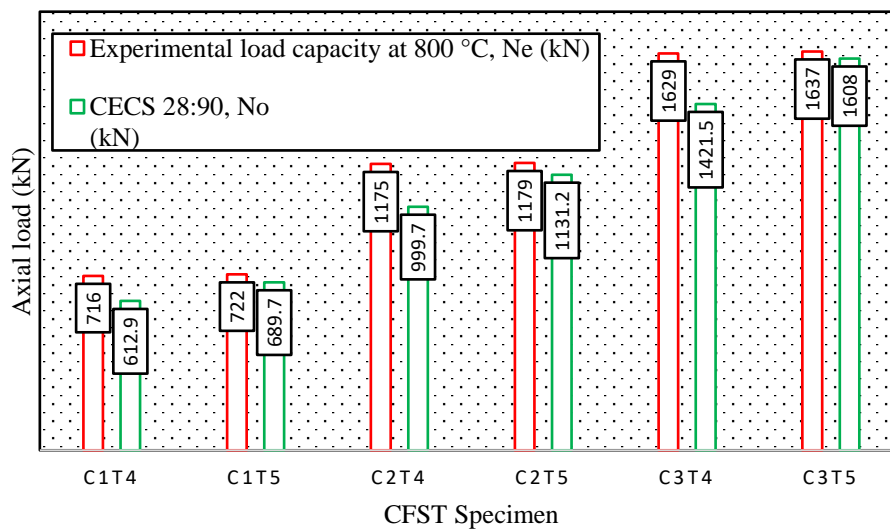 Experimental load capacity at 800 °C, Ne (kN)
CECS 28:90, No
(kN)
Axial load (kN)
716
612.9
722
689.7
1175
999.7
1179
1131.2
1629
1421.5
1637
1608
C1T4
C1T5
C2T4
C2T5
C3T4
C3T5
CFST Specimen